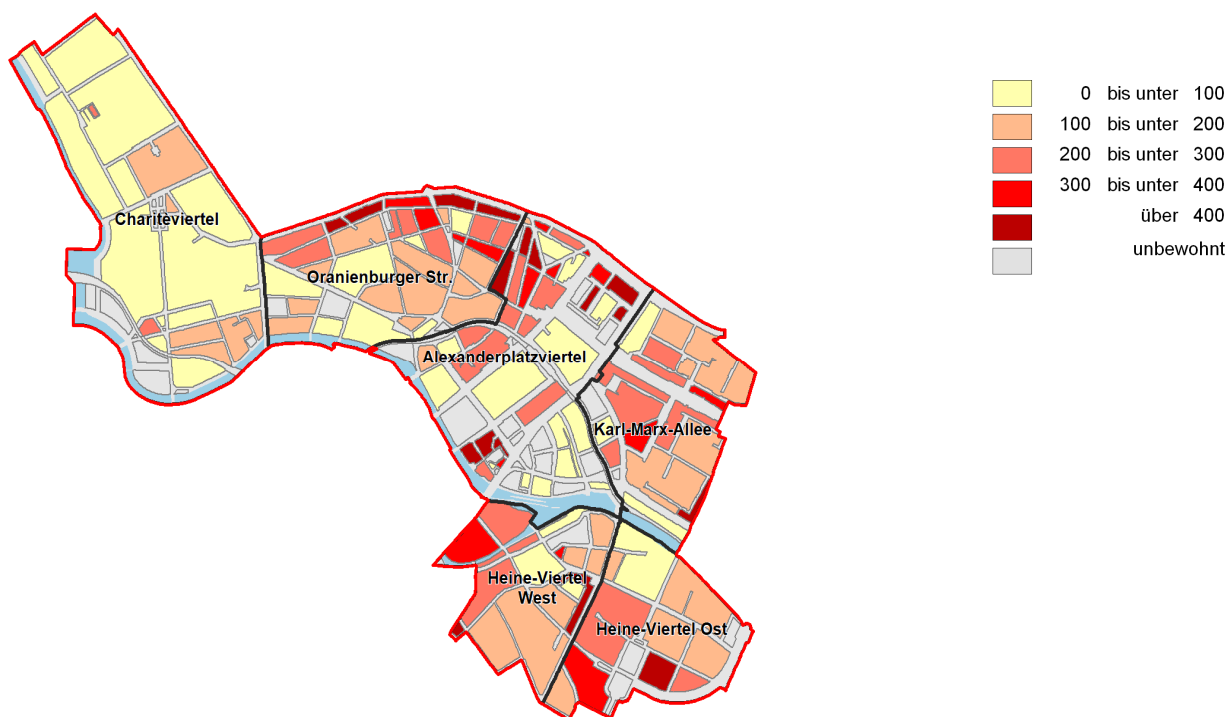 0 bis unter 100
100 bis unter 200
200 bis unter 300
300 bis unter 400
über 400
unbewohnt
Charitéviertel
Oranienburger Str.
Alexanderplatzviertel
Karl-Marx-Allee
Heine-Viertel
West
Heine-Viertel Ost